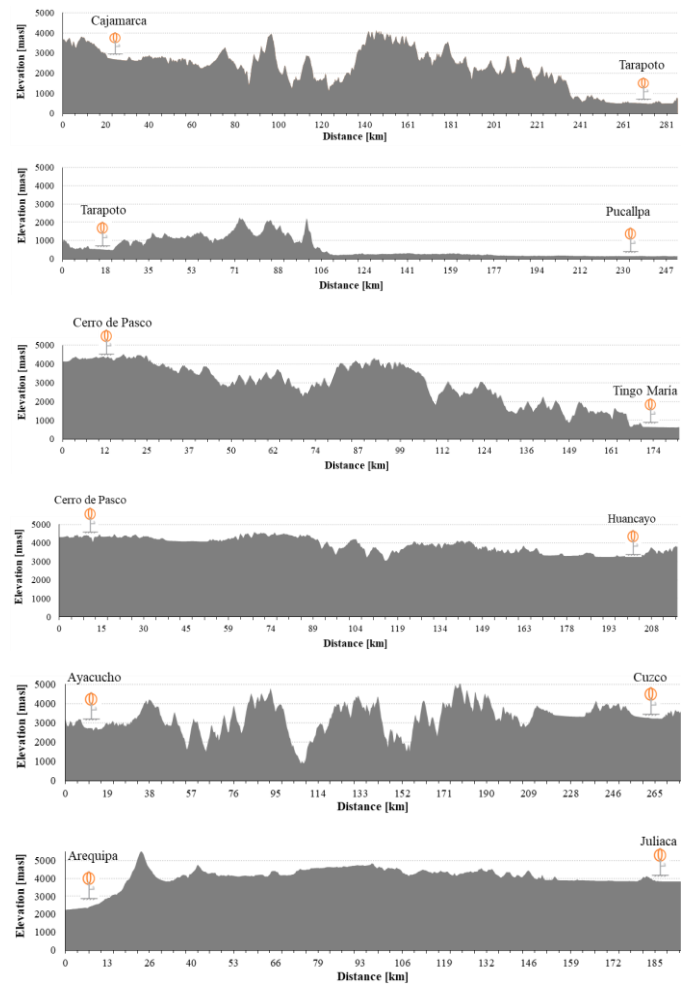 Cajamarca
Tarapoto
Elevation [masl]
5000
4000
3000
2000
1000
0
0 20 40 60 80 100 120 140 161 181 201 221 241 261 281
Distance [km]
Tarapoto
Pucallpa
Elevation [masl]
5000
4000
3000
2000
1000
0
0 18 35 53 71 88 106 124 141 159 177 194 212 230 247
Distance [km]
Cerro de Pasco
Tingo Maria
Elevation [masl]
5000
4000
3000
2000
1000
0
0 12 25 37 50 62 74 87 99 112 124 136 149 161 174
Distance [km]
Cerro de Pasco
Huancayo
Elevation [masl]
5000
4000
3000
2000
1000
0
0 15 30 45 59 74 89 104 119 134 149 163 178 193 208
Distance [km]
Ayacucho
Cuzco
Elevation [masl]
5000
4000
3000
2000
1000
0
0 19 38 57 76 95 114 133 152 171 190 209 228 246 265
Distance [km]
Arequipa
Juliaca
Elevation [masl]
5000
4000
3000
2000
1000
0
0 13 26 40 53 66 79 93 106 119 132 146 159 172 185
Distance [km]